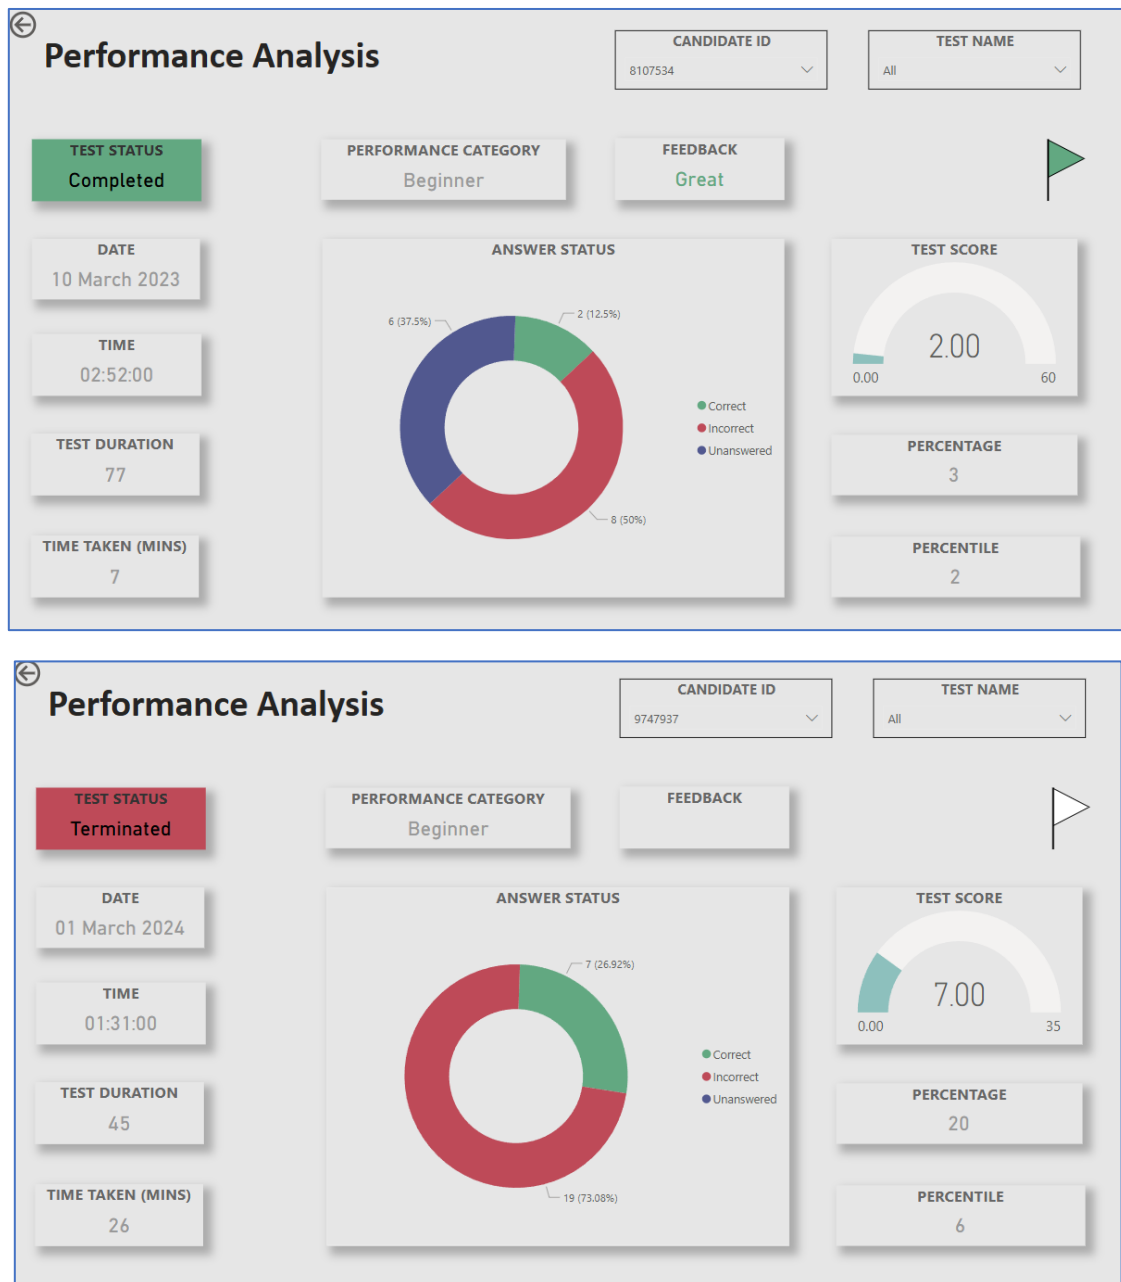 Performance Analysis
CANDIDATE ID
8107534
TEST NAME
All
TEST STATUS
Completed
PERFORMANCE CATEGORY
Beginner
FEEDBACK
Great
DATE
10 March 2023
TIME
02:52:00
TEST DURATION
77
TIME TAKEN (MINS)
7
ANSWER STATUS
6 (37.5%)
2 (12.5%)
8 (50%)
Correct
Incorrect
Unanswered
TEST SCORE
2.00
0.00
60
PERCENTAGE
3
PERCENTILE
2
Performance Analysis
CANDIDATE ID
9747937
TEST NAME
All
TEST STATUS
Terminated
PERFORMANCE CATEGORY
Beginner
FEEDBACK
DATE
01 March 2024
TIME
01:31:00
TEST DURATION
45
TIME TAKEN (MINS)
26
ANSWER STATUS
7 (26.92%)
19 (73.08%)
Correct
Incorrect
Unanswered
TEST SCORE
7.00
0.00
35
PERCENTAGE
20
PERCENTILE
6